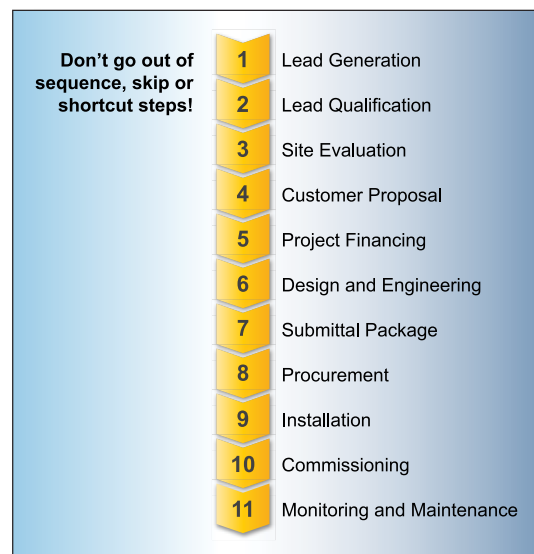 Don't go out of
sequence, skip or
shortcut steps!
1 Lead Generation
2 Lead Qualification
3 Site Evaluation
4 Customer Proposal
5 Project Financing
6 Design and Engineering
7 Submittal Package
8 Procurement
9 Installation
10 Commissioning
11 Monitoring and Maintenance